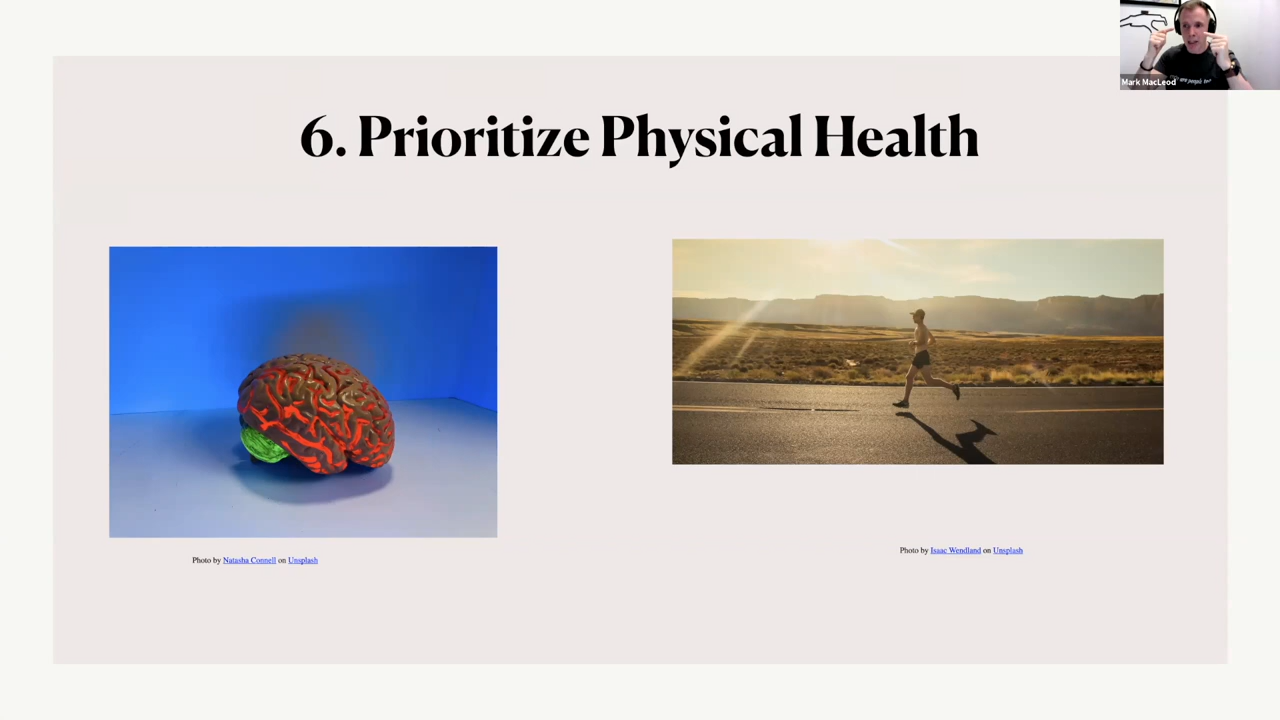 6. Prioritize Physical Health
Mark MacLeod
Photo by Natasha Connell on Unsplash
Photo by Isaac Wendland on Unsplash